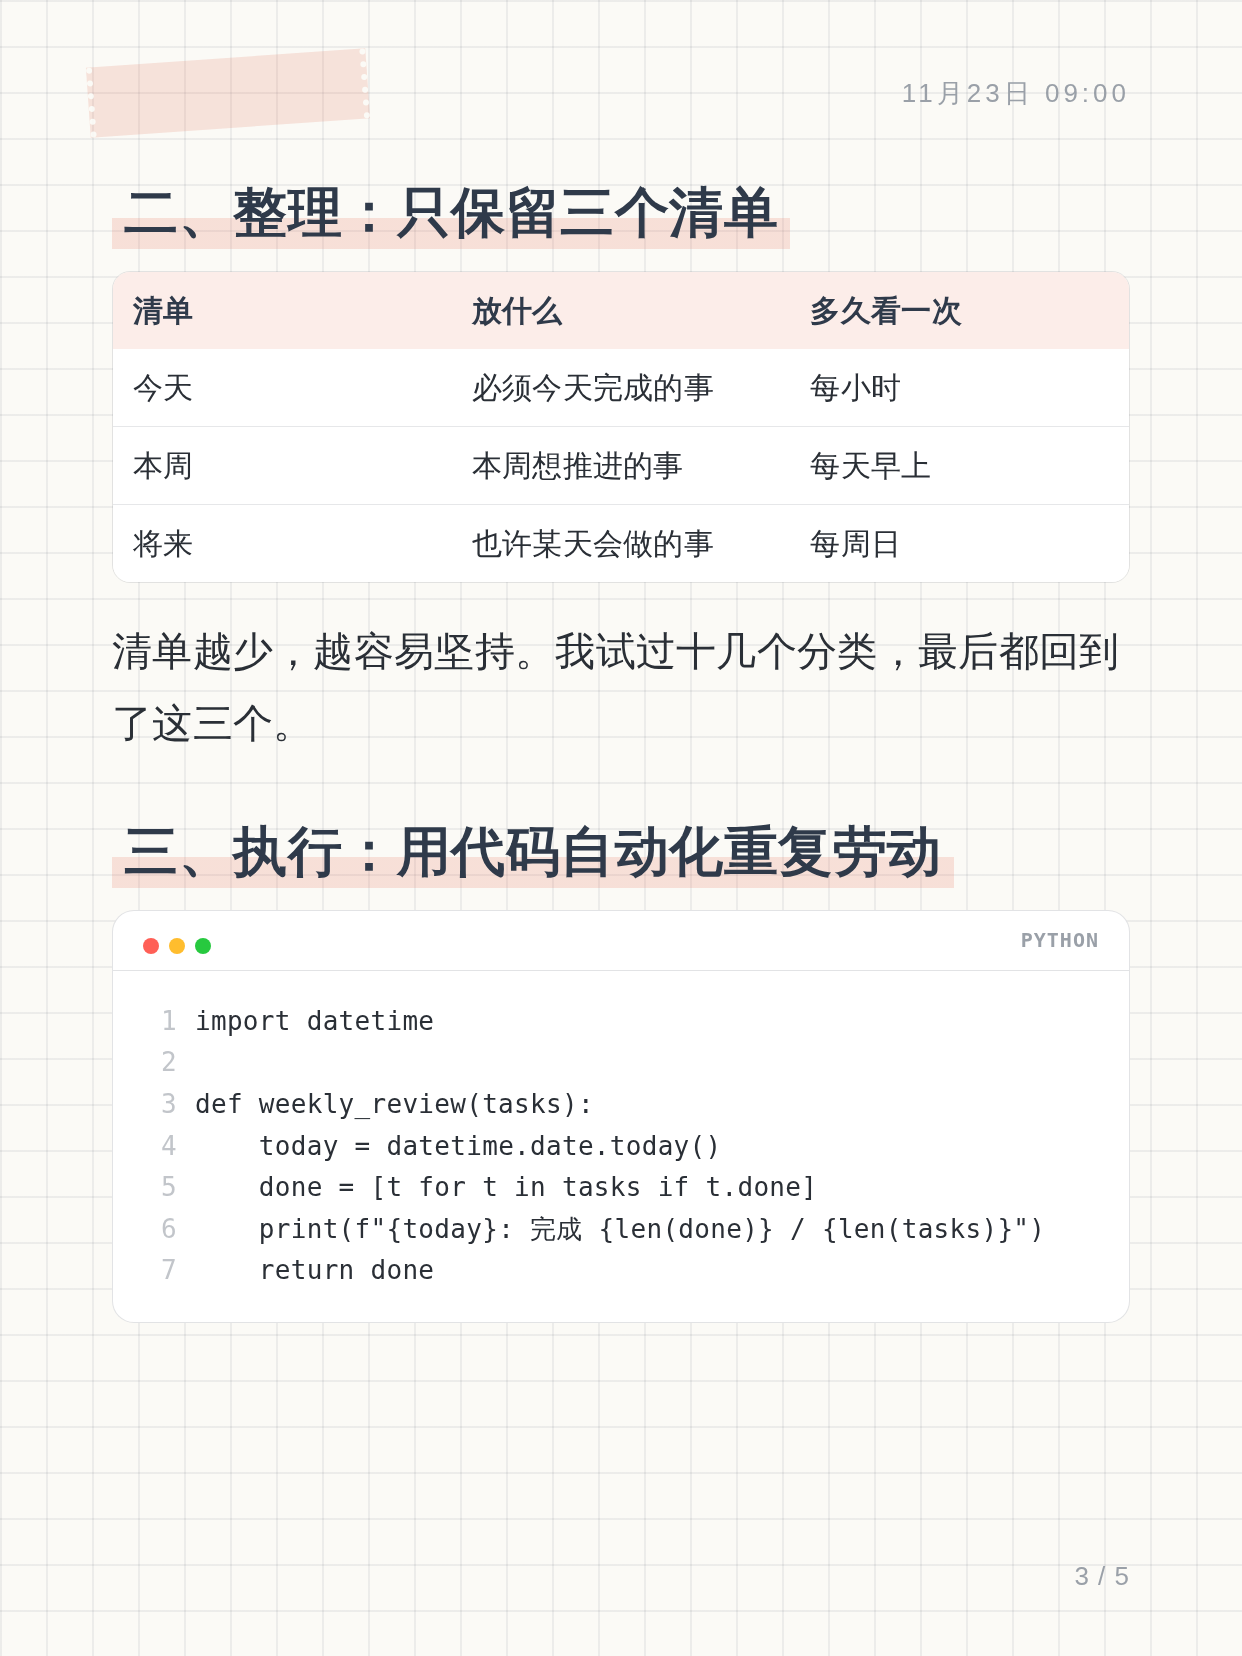 11月23日 09:00
二、整理：只保留三个清单
清单 放什么 多久看一次
今天 必须今天完成的事 每小时
本周 本周想推进的事 每天早上
将来 也许某天会做的事 每周日
清单越少，越容易坚持。我试过十几个分类，最后都回到
了这三个。
三、执行：用代码自动化重复劳动
PYTHON
1 import datetime
2
3 def weekly_review(tasks):
4     today = datetime.date.today()
5     done = [t for t in tasks if t.done]
6     print(f"{today}: 完成 {len(done)} / {len(tasks)}")
7     return done
3 / 5